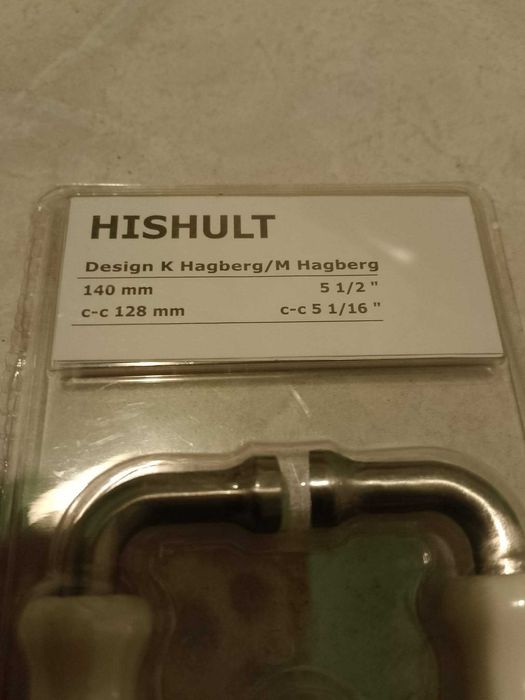 HISHULT
Design K Hagberg/M Hagberg
140 mm 5 1/2 "
c-c 128 mm c-c 5 1/16 "